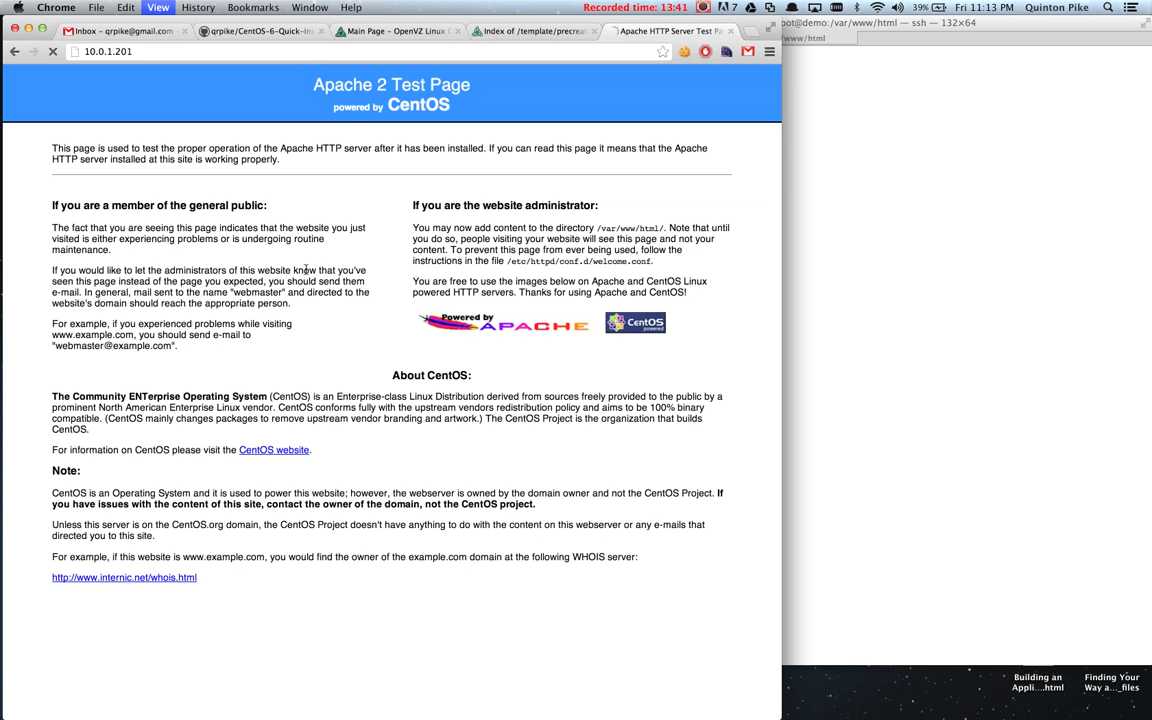 Chrome File Edit View History Bookmarks Window Help Recorded time: 13:41 7 39% Fri 11:13 PM Quinton Pike
Inbox - qrpike@gmail.com qrpike/CentOS-6-Quick-Ins Main Page - OpenVZ Linux C Index of /template/precreat Apache HTTP Server Test Pa
oot@demo:/var/www/html — ssh — 132×64
/www/html
10.0.1.201
Apache 2 Test Page
powered by CentOS
This page is used to test the proper operation of the Apache HTTP server after it has been installed. If you can read this page it means that the Apache
HTTP server installed at this site is working properly.
If you are a member of the general public:
The fact that you are seeing this page indicates that the website you just
visited is either experiencing problems or is undergoing routine
maintenance.
If you would like to let the administrators of this website know that you've
seen this page instead of the page you expected, you should send them
e-mail. In general, mail sent to the name "webmaster" and directed to the
website's domain should reach the appropriate person.
For example, if you experienced problems while visiting
www.example.com, you should send e-mail to
"webmaster@example.com".
If you are the website administrator:
You may now add content to the directory /var/www/html/. Note that until
you do so, people visiting your website will see this page and not your
content. To prevent this page from ever being used, follow the
instructions in the file /etc/httpd/conf.d/welcome.conf.
You are free to use the images below on Apache and CentOS Linux
powered HTTP servers. Thanks for using Apache and CentOS!
Powered by
APACHE
CentOS
powered
About CentOS:
The Community ENTerprise Operating System (CentOS) is an Enterprise-class Linux Distribution derived from sources freely provided to the public by a
prominent North American Enterprise Linux vendor. CentOS conforms fully with the upstream vendors redistribution policy and aims to be 100% binary
compatible. (CentOS mainly changes packages to remove upstream vendor branding and artwork.) The CentOS Project is the organization that builds
CentOS.
For information on CentOS please visit the CentOS website.
Note:
CentOS is an Operating System and it is used to power this website; however, the webserver is owned by the domain owner and not the CentOS Project. If
you have issues with the content of this site, contact the owner of the domain, not the CentOS project.
Unless this server is on the CentOS.org domain, the CentOS Project doesn't have anything to do with the content on this webserver or any e-mails that
directed you to this site.
For example, if this website is www.example.com, you would find the owner of the example.com domain at the following WHOIS server:
http://www.internic.net/whois.html
Building an
Appli....html
Finding Your
Way a..._files